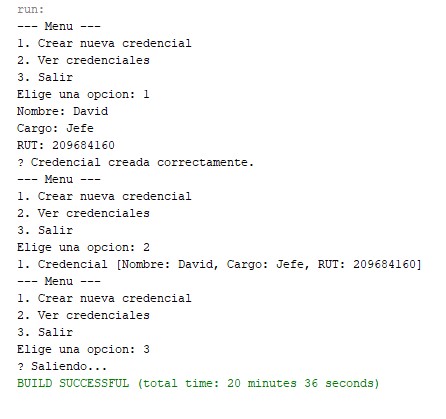 run:
--- Menu ---
1. Crear nueva credencial
2. Ver credenciales
3. Salir
Elige una opcion: 1
Nombre: David
Cargo: Jefe
RUT: 209684160
? Credencial creada correctamente.
--- Menu ---
1. Crear nueva credencial
2. Ver credenciales
3. Salir
Elige una opcion: 2
1. Credencial [Nombre: David, Cargo: Jefe, RUT: 209684160]
--- Menu ---
1. Crear nueva credencial
2. Ver credenciales
3. Salir
Elige una opcion: 3
? Saliendo...
BUILD SUCCESSFUL (total time: 20 minutes 36 seconds)